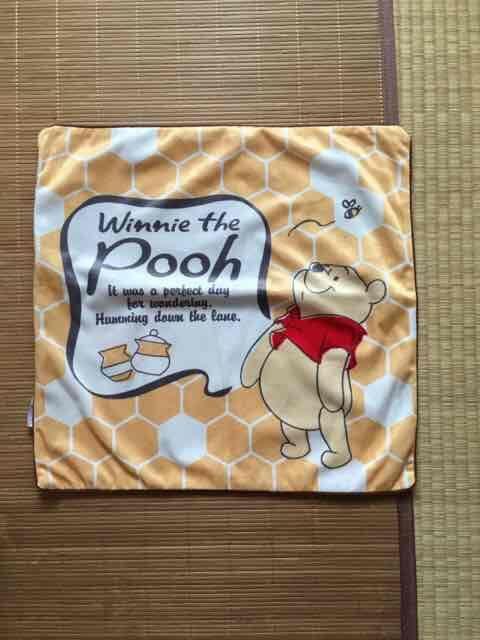 Winnie the
Pooh
It was a perfect day
for wondering.
Humming down the lane.